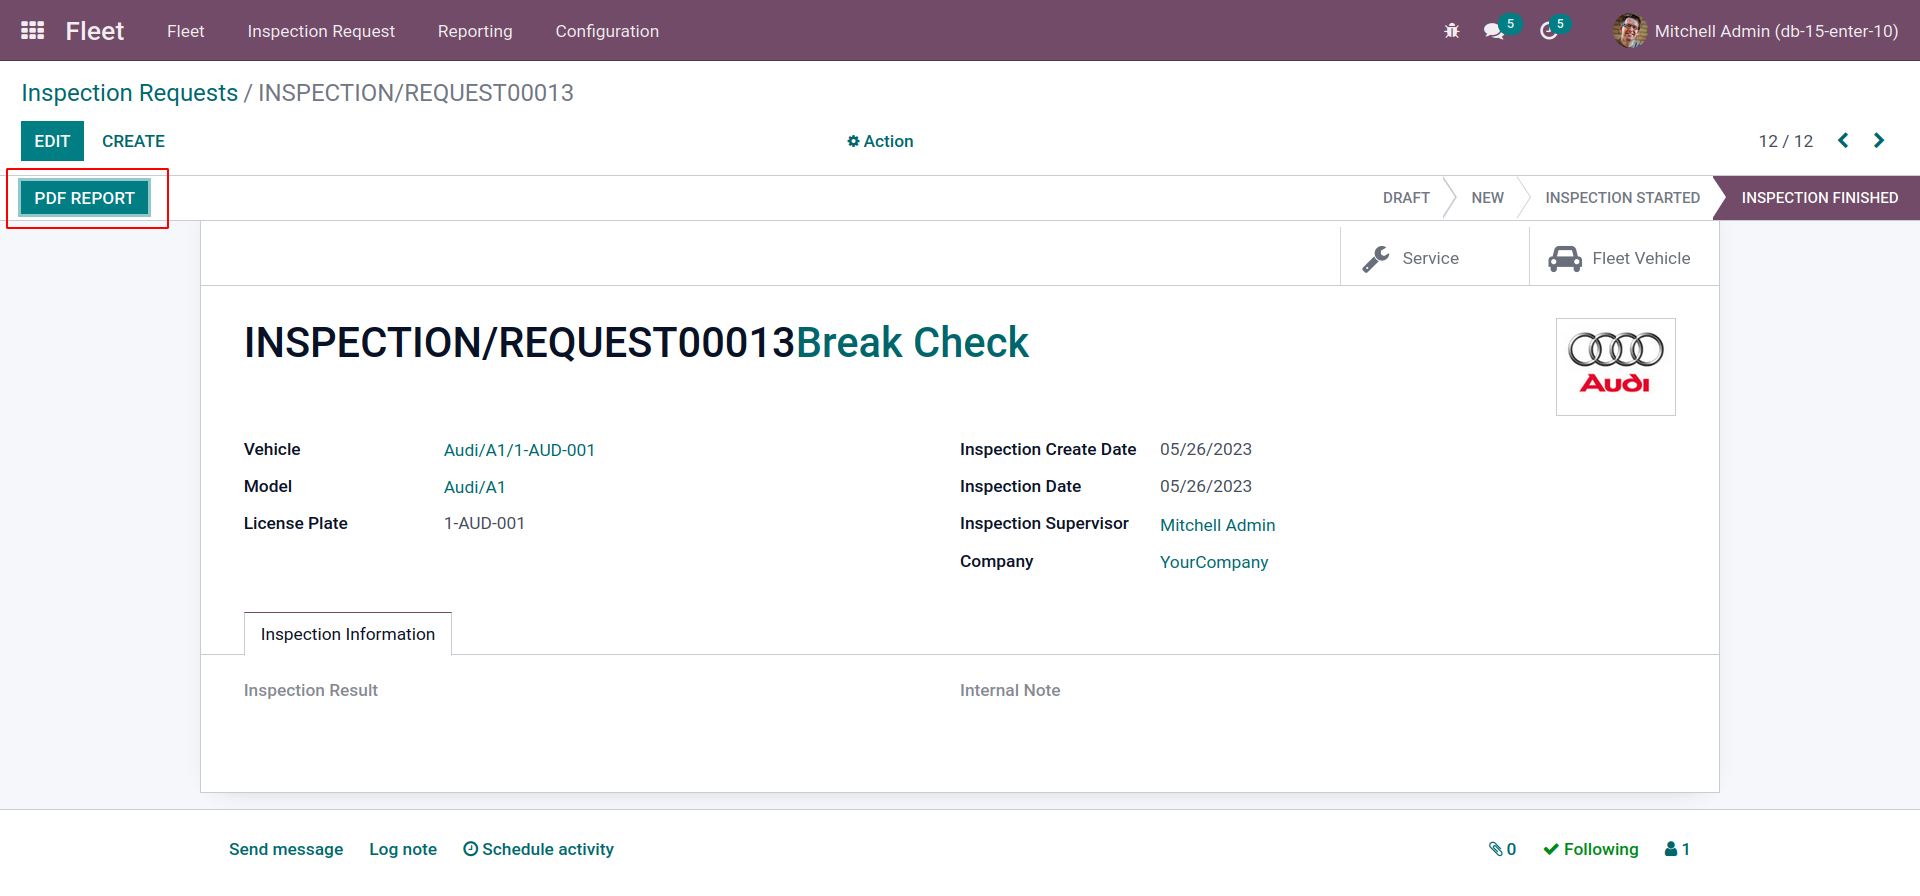 Fleet Fleet Inspection Request Reporting Configuration 5 5 Mitchell Admin (db-15-enter-10)
Inspection Requests / INSPECTION/REQUEST00013
EDIT CREATE Action 12 / 12
PDF REPORT DRAFT NEW INSPECTION STARTED INSPECTION FINISHED
Service Fleet Vehicle
INSPECTION/REQUEST00013Break Check
Audi
Vehicle Audi/A1/1-AUD-001 Inspection Create Date 05/26/2023
Model Audi/A1 Inspection Date 05/26/2023
License Plate 1-AUD-001 Inspection Supervisor Mitchell Admin
Company YourCompany
Inspection Information
Inspection Result Internal Note
Send message Log note Schedule activity 0 Following 1